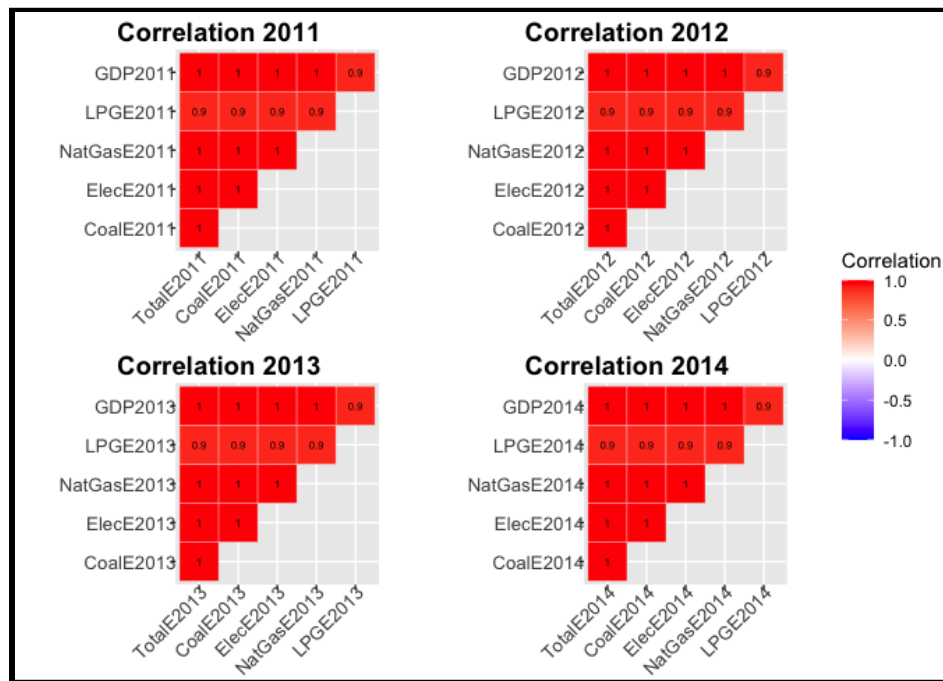 Correlation 2011
GDP2011 1 1 1 1 0.9
LPGE2011 0.9 0.9 0.9 0.9
NatGasE2011 1 1 1
ElecE2011 1 1
CoalE2011 1
TotalE2011 CoalE2011 ElecE2011 NatGasE2011 LPGE2011
Correlation 2012
GDP2012 1 1 1 1 0.9
LPGE2012 0.9 0.9 0.9 0.9
NatGasE2012 1 1 1
ElecE2012 1 1
CoalE2012 1
TotalE2012 CoalE2012 ElecE2012 NatGasE2012 LPGE2012
Correlation 2013
GDP2013 1 1 1 1 0.9
LPGE2013 0.9 0.9 0.9 0.9
NatGasE2013 1 1 1
ElecE2013 1 1
CoalE2013 1
TotalE2013 CoalE2013 ElecE2013 NatGasE2013 LPGE2013
Correlation 2014
GDP2014 1 1 1 1 0.9
LPGE2014 0.9 0.9 0.9 0.9
NatGasE2014 1 1 1
ElecE2014 1 1
CoalE2014 1
TotalE2014 CoalE2014 ElecE2014 NatGasE2014 LPGE2014
Correlation
1.0
0.5
0.0
-0.5
-1.0